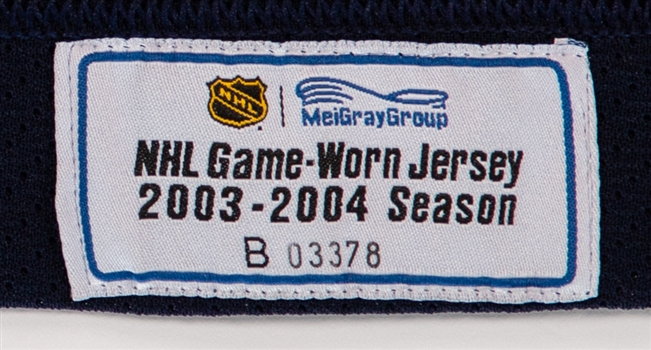 NHL MeiGrayGroup
NHL Game-Worn Jersey
2003-2004 Season
B 03378